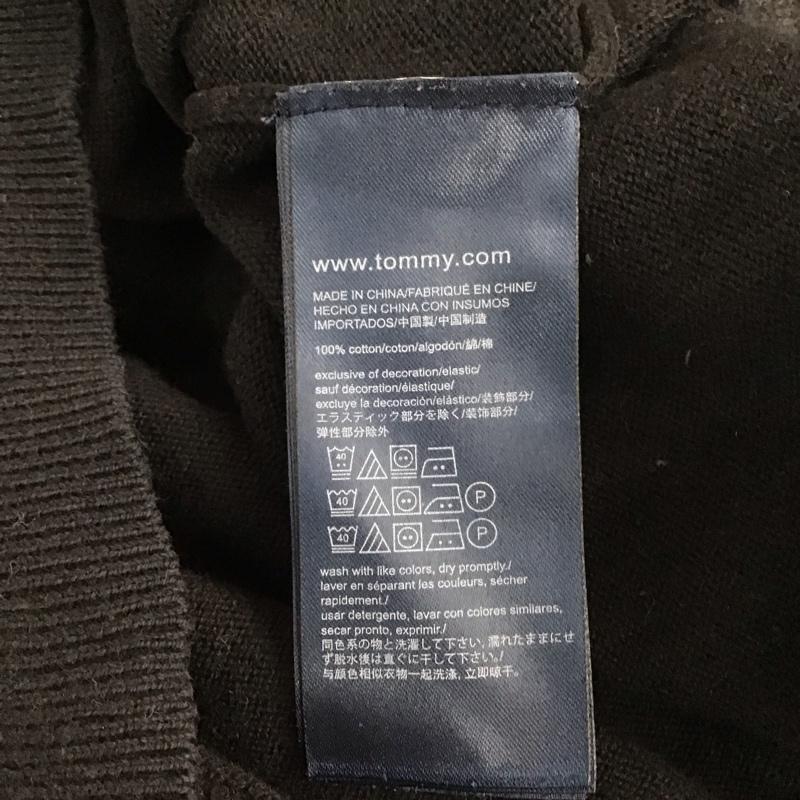 www.tommy.com
MADE IN CHINA/FABRIQUÉ EN CHINE/
HECHO EN CHINA CON INSUMOS
IMPORTADOS/中国製/中国制造
100% cotton/coton/algodón/綿/棉
exclusive of decoration/elastic/
sauf décoration/élastique/
excluye la decoración/elástico/装飾部分/
エラスティック部分を除く/装饰部分/
弹性部分除外
40
40 P
40 P
wash with like colors, dry promptly./
laver en séparant les couleurs, sécher
rapidement./
usar detergente, lavar con colores similares,
secar pronto, exprimir./
同色系の物と洗濯して下さい, 濡れたままにせ
ず脱水後は直ぐに干して下さい./
与颜色相似衣物一起洗涤, 立即晾干.